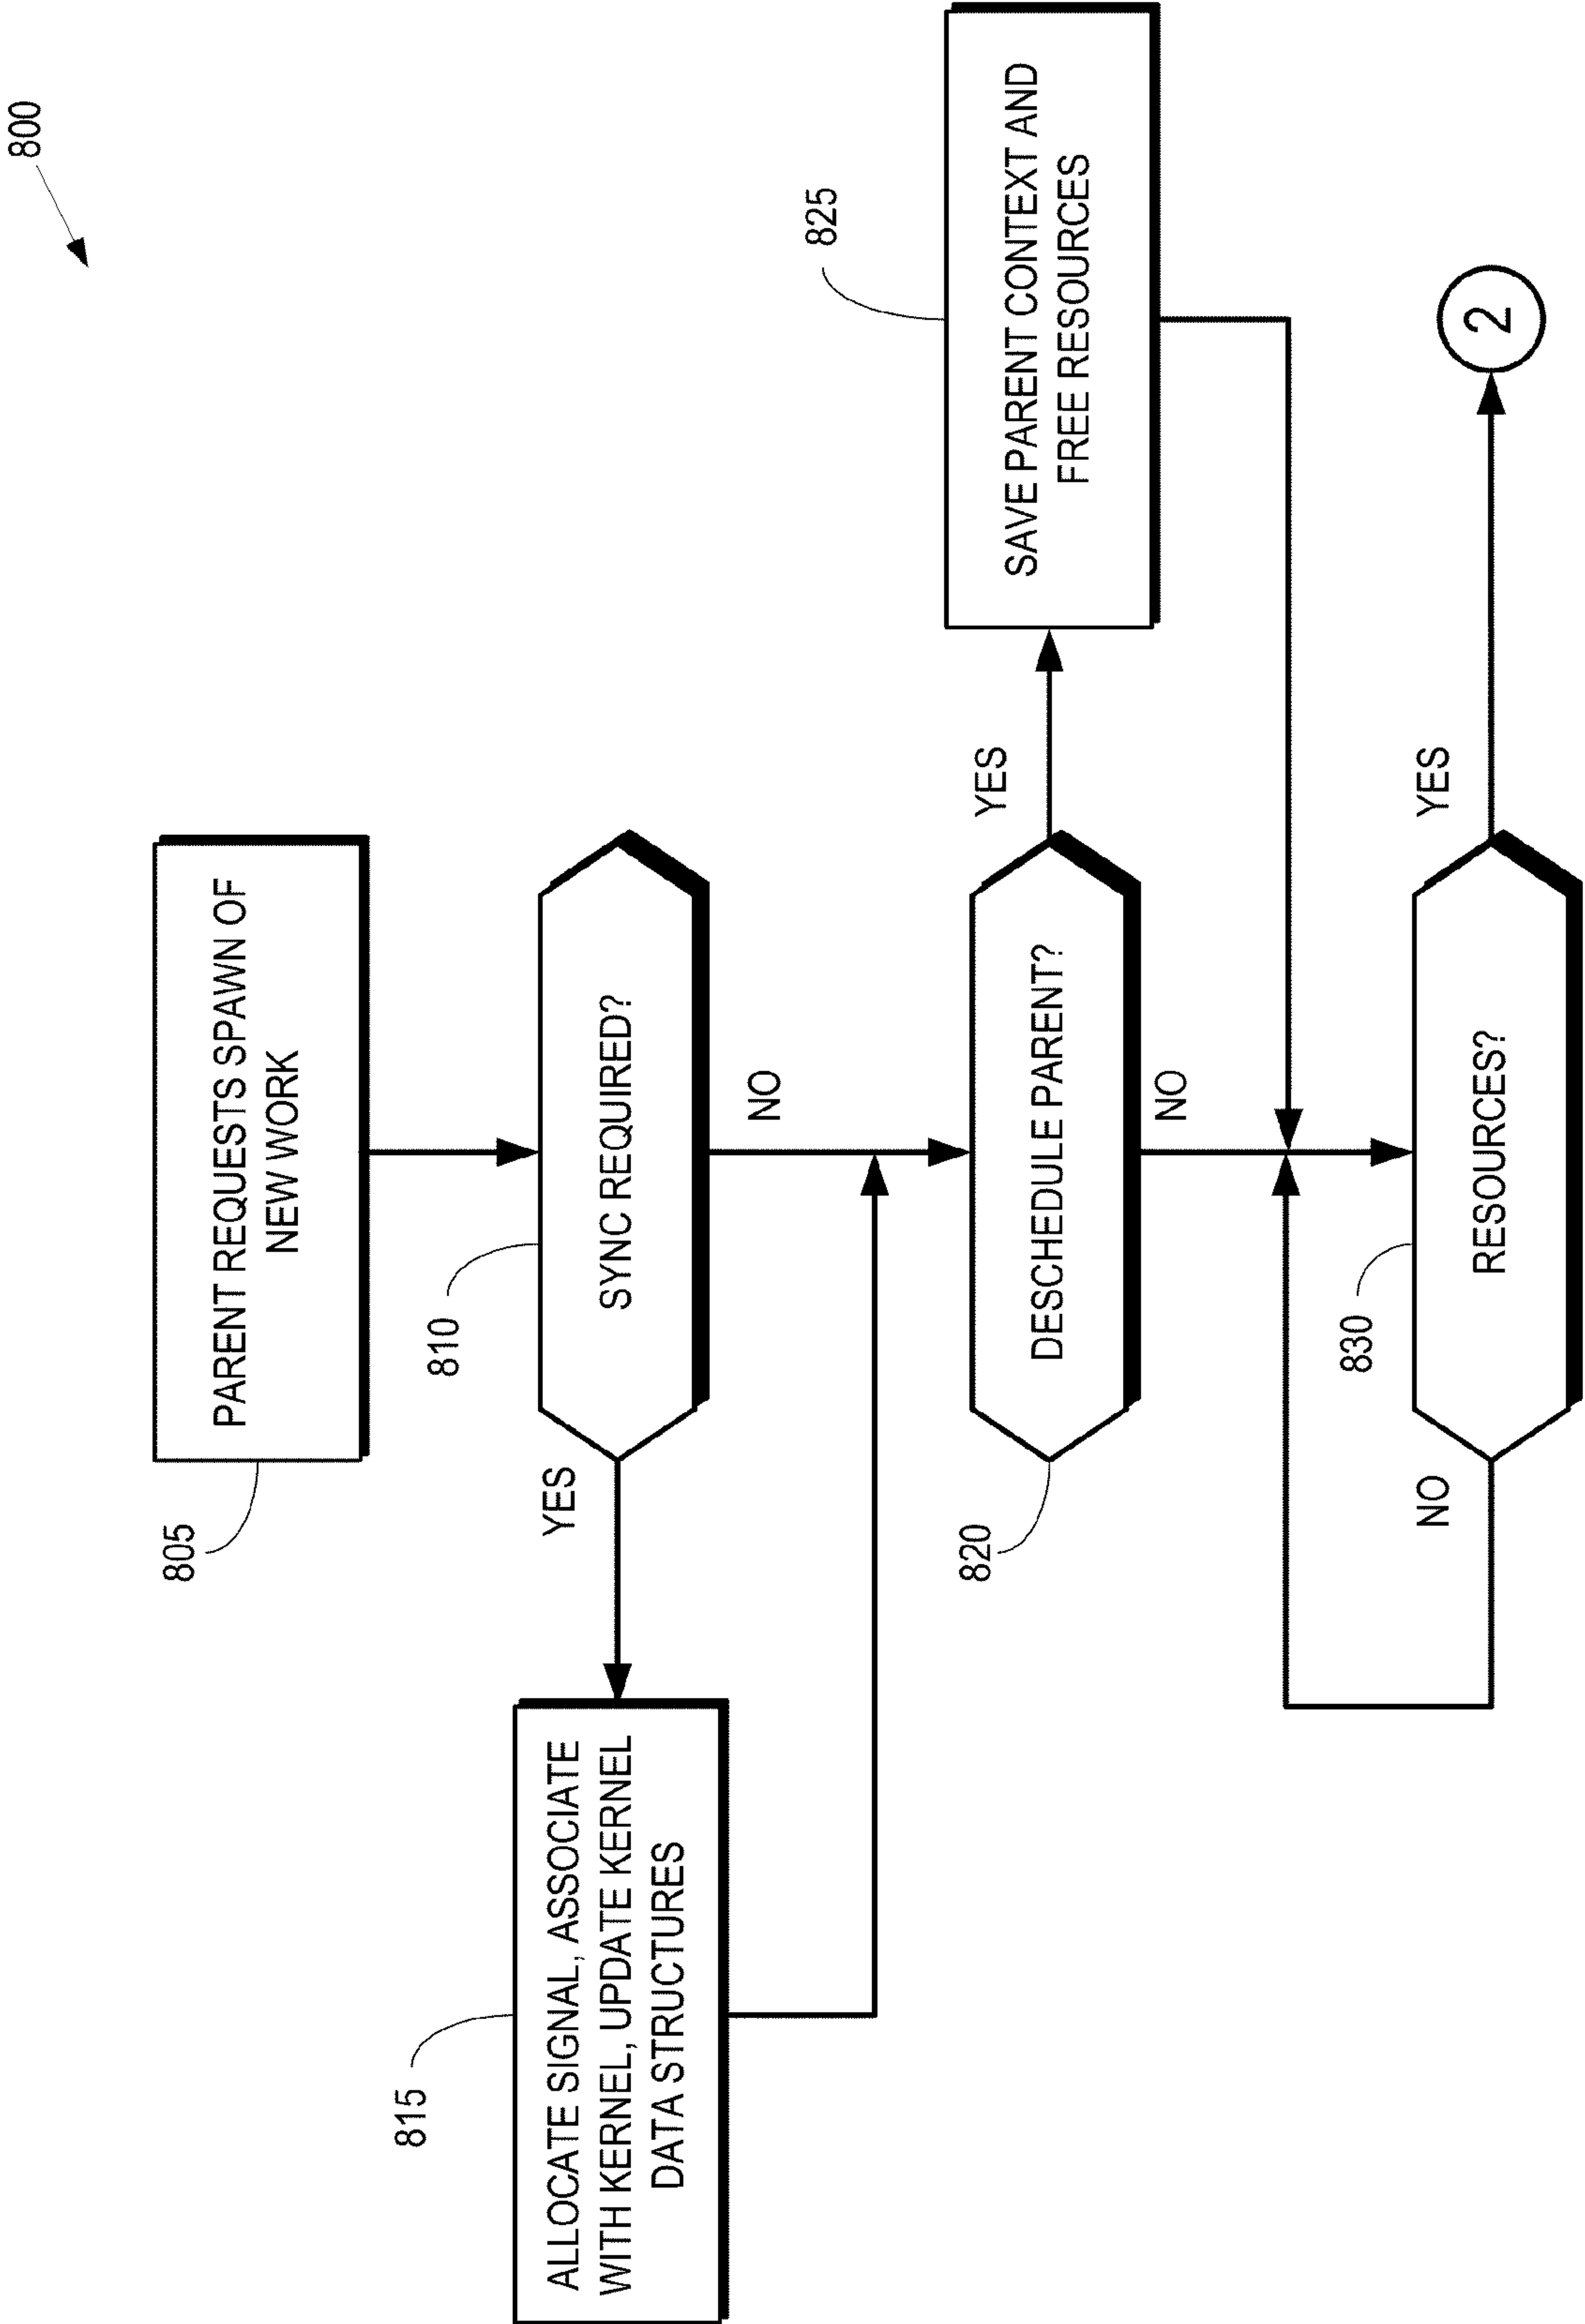 800
805
PARENT REQUESTS SPAWN OF
NEW WORK
810
SYNC REQUIRED?
YES
NO
815
ALLOCATE SIGNAL, ASSOCIATE
WITH KERNEL, UPDATE KERNEL
DATA STRUCTURES
820
DESCHEDULE PARENT?
YES
NO
825
SAVE PARENT CONTEXT AND
FREE RESOURCES
830
RESOURCES?
NO
YES
2